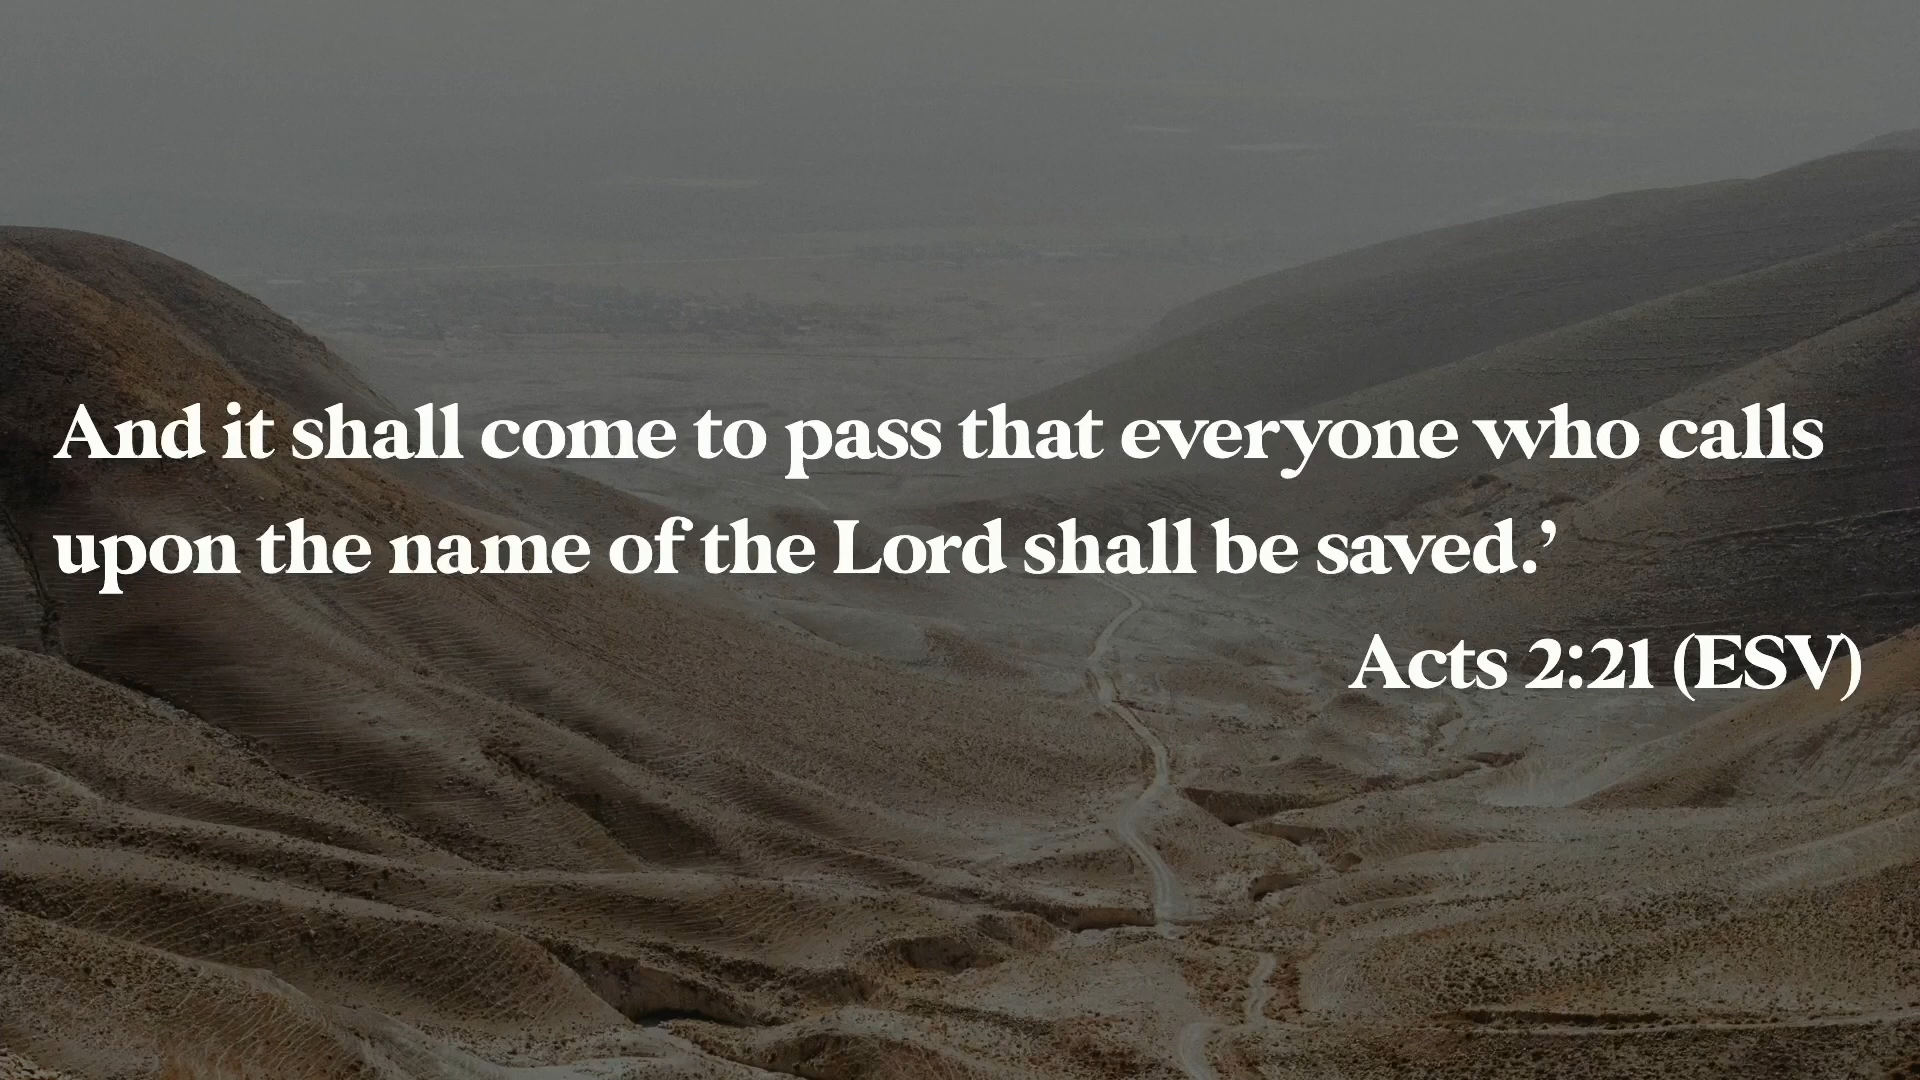 And it shall come to pass that everyone who calls
upon the name of the Lord shall be saved.’
Acts 2:21 (ESV)